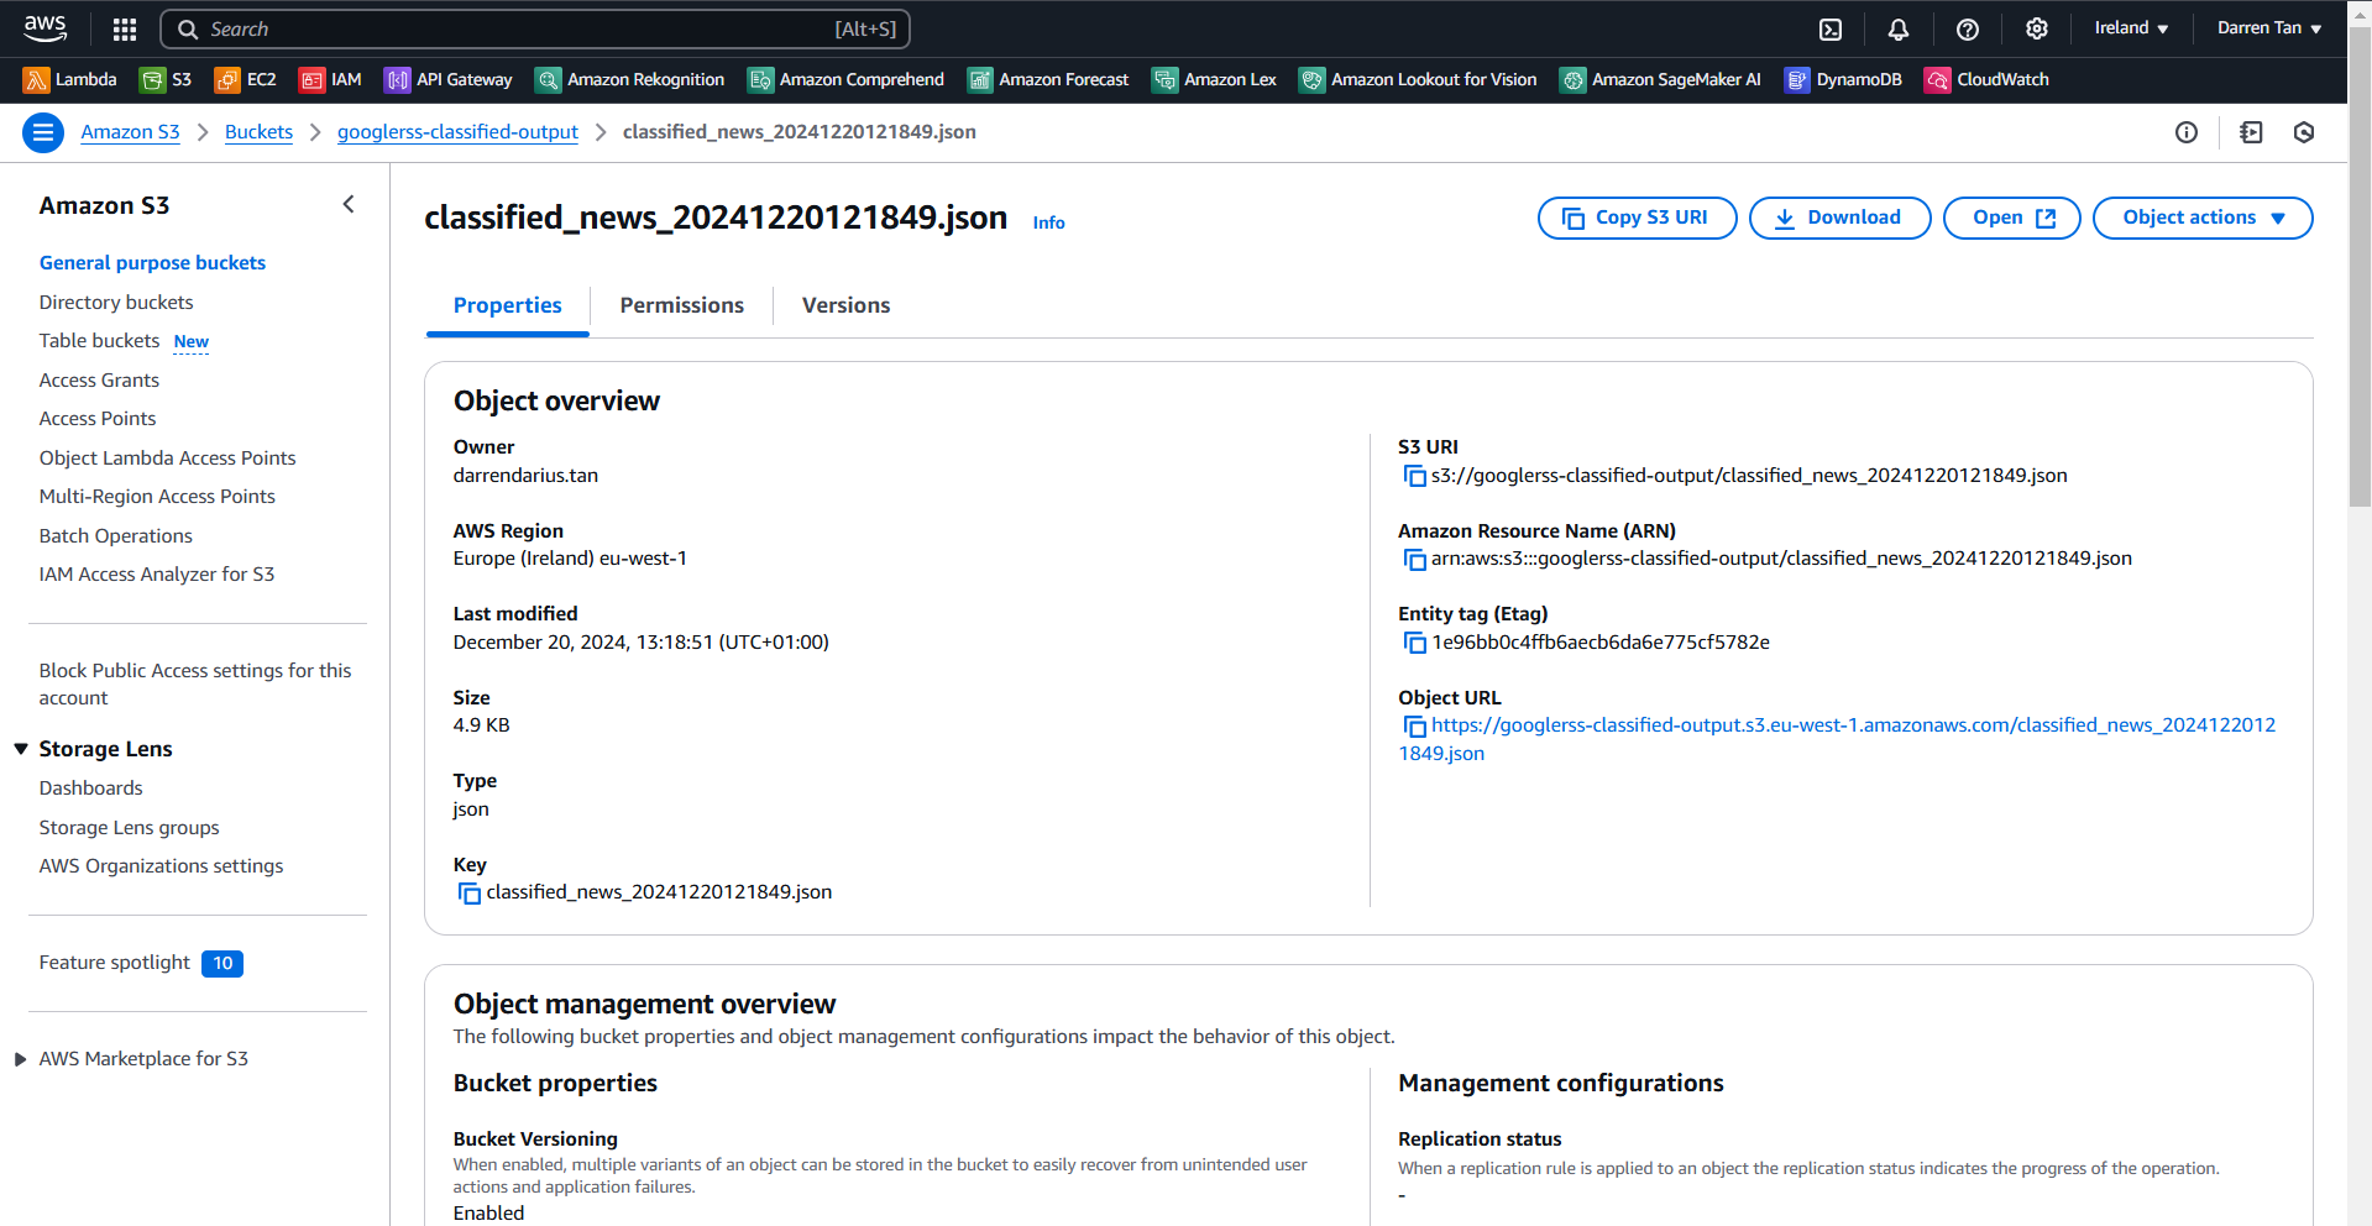 aws
Search [Alt+S]
Ireland
Darren Tan
Lambda S3 EC2 IAM API Gateway Amazon Rekognition Amazon Comprehend Amazon Forecast Amazon Lex Amazon Lookout for Vision Amazon SageMaker AI DynamoDB CloudWatch
Amazon S3 > Buckets > googlerss-classified-output > classified_news_20241220121849.json
Amazon S3
General purpose buckets
Directory buckets
Table buckets New
Access Grants
Access Points
Object Lambda Access Points
Multi-Region Access Points
Batch Operations
IAM Access Analyzer for S3
Block Public Access settings for this
account
Storage Lens
Dashboards
Storage Lens groups
AWS Organizations settings
Feature spotlight 10
AWS Marketplace for S3
classified_news_20241220121849.json Info
Copy S3 URI
Download
Open
Object actions
Properties
Permissions
Versions
Object overview
Owner
darrendarius.tan
AWS Region
Europe (Ireland) eu-west-1
Last modified
December 20, 2024, 13:18:51 (UTC+01:00)
Size
4.9 KB
Type
json
Key
classified_news_20241220121849.json
S3 URI
s3://googlerss-classified-output/classified_news_20241220121849.json
Amazon Resource Name (ARN)
arn:aws:s3:::googlerss-classified-output/classified_news_20241220121849.json
Entity tag (Etag)
1e96bb0c4ffb6aecb6da6e775cf5782e
Object URL
https://googlerss-classified-output.s3.eu-west-1.amazonaws.com/classified_news_2024122012
1849.json
Object management overview
The following bucket properties and object management configurations impact the behavior of this object.
Bucket properties
Bucket Versioning
When enabled, multiple variants of an object can be stored in the bucket to easily recover from unintended user
actions and application failures.
Enabled
Management configurations
Replication status
When a replication rule is applied to an object the replication status indicates the progress of the operation.
-